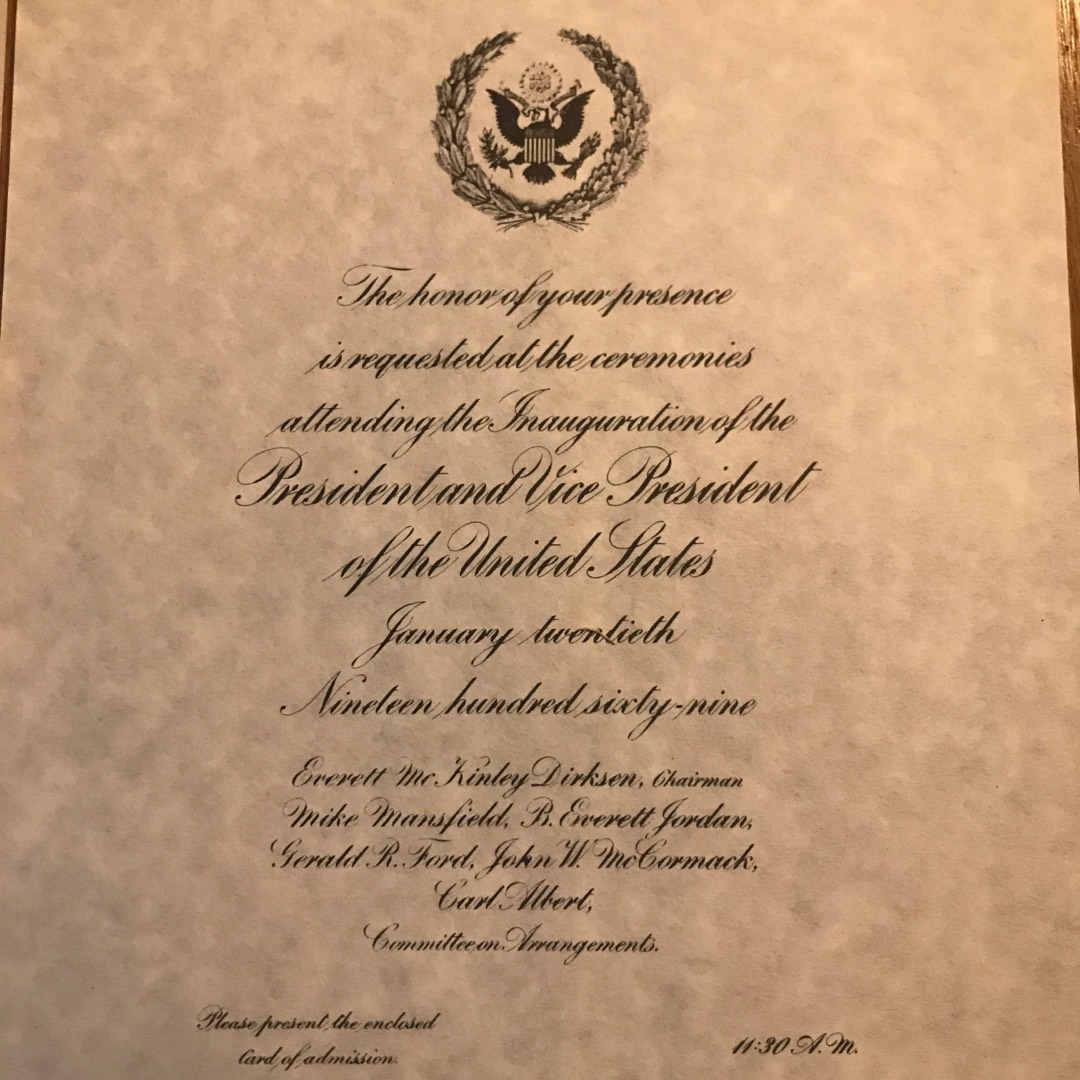 The honor of your presence
is requested at the ceremonies
attending the Inauguration of the
President and Vice President
of the United States
January twentieth
Nineteen hundred sixty-nine
Everett McKinley Dirksen, Chairman
Mike Mansfield, B. Everett Jordan,
Gerald R. Ford, John W. McCormack,
Carl Albert,
Committee on Arrangements.
Please present the enclosed
Card of admission.
11:30 A.M.